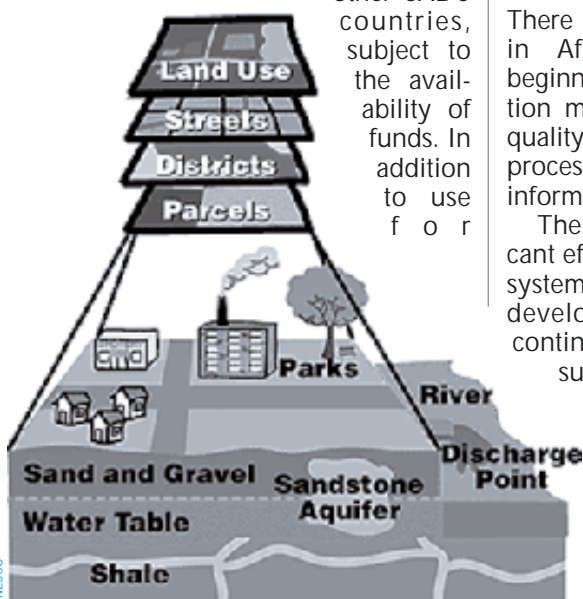 countries,
subject to
the avail-
ability of
funds. In
addition
to use
f o r
There
in Af
beginn
tion m
quality
proces
inform
The
cant ef
system
develo
contin
su
Land Use
Streets
Districts
Parcels
Parks
River
Discharge
Point
Sand and Gravel
Sandstone
Aquifer
Water Table
Shale